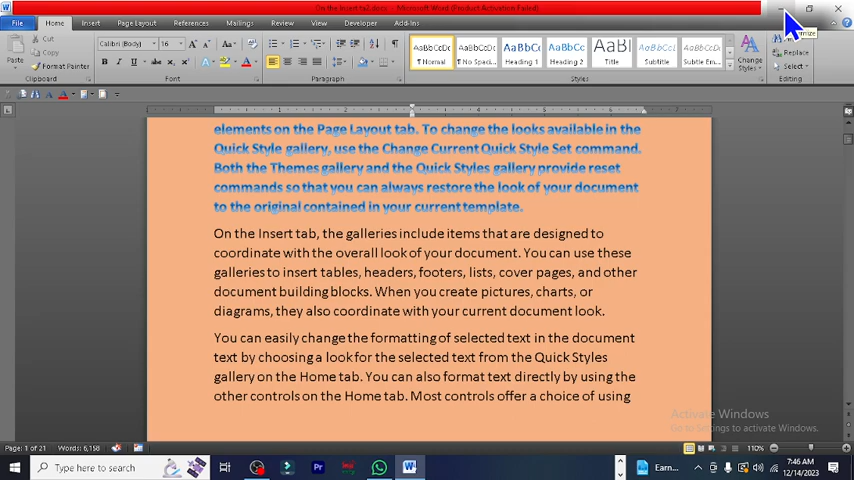 On the Insert ta2.docx - Microsoft Word (Product Activation Failed)
File Home Insert Page Layout References Mailings Review View Developer Add-Ins
Cut
Copy
Paste
Format Painter
Calibri (Body) 16
B I U
AaBbCcDc AaBbCcDc AaBbCc AaBbCc AaBbC AaBbCcDc AaBbCcDc
¶ Normal ¶ No Spaci... Heading 1 Heading 2 Title Subtitle Subtle Em...
Change
Styles
Replace
Select
Clipboard Font Paragraph Styles Editing
elements on the Page Layout tab. To change the looks available in the
Quick Style gallery, use the Change Current Quick Style Set command.
Both the Themes gallery and the Quick Styles gallery provide reset
commands so that you can always restore the look of your document
to the original contained in your current template.
On the Insert tab, the galleries include items that are designed to
coordinate with the overall look of your document. You can use these
galleries to insert tables, headers, footers, lists, cover pages, and other
document building blocks. When you create pictures, charts, or
diagrams, they also coordinate with your current document look.
You can easily change the formatting of selected text in the document
text by choosing a look for the selected text from the Quick Styles
gallery on the Home tab. You can also format text directly by using the
other controls on the Home tab. Most controls offer a choice of using
Activate Windows
Go to Settings to activate Windows.
Page: 1 of 21 Words: 6,158 110%
Type here to search
Pr
Earn...
7:46 AM
12/14/2023